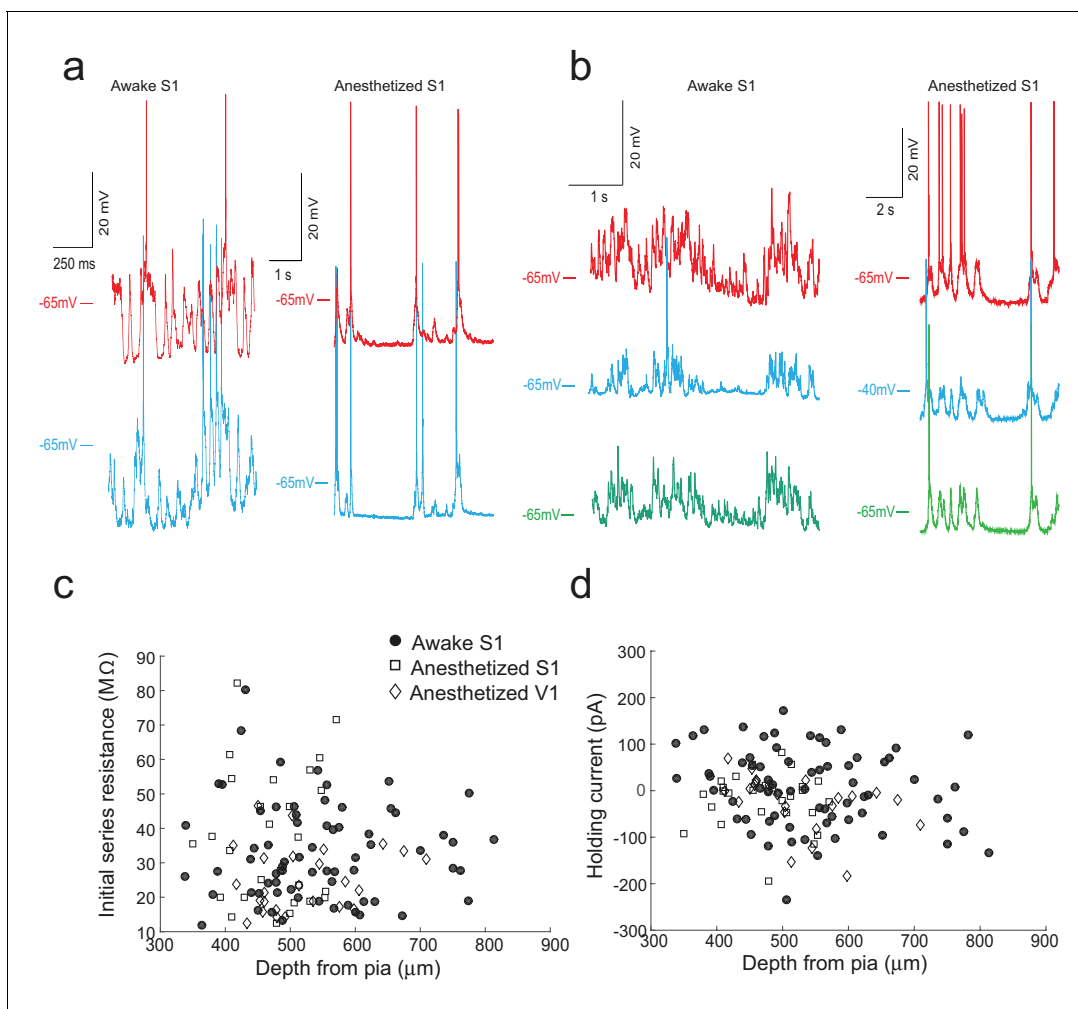 a
Awake S1
Anesthetized S1
20 mV
250 ms
20 mV
1 s
-65mV
-65mV
-65mV
-65mV
b
Awake S1
Anesthetized S1
20 mV
1 s
20 mV
2 s
-65mV
-65mV
-65mV
-65mV
-40mV
-65mV
c
Awake S1
Anesthetized S1
Anesthetized V1
Initial series resistance (MΩ)
90
80
70
60
50
40
30
20
10
300 400 500 600 700 800 900
Depth from pia (μm)
d
Holding current (pA)
300
200
100
0
-100
-200
-300
300 400 500 600 700 800 900
Depth from pia (μm)